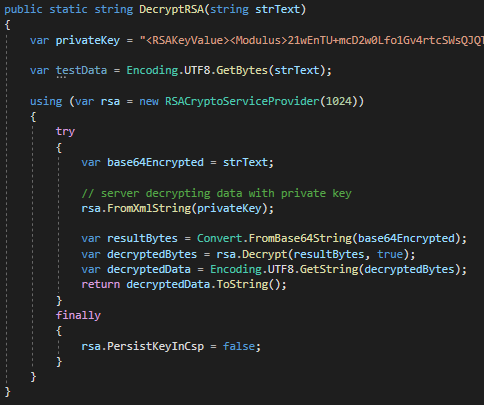 public static string DecryptRSA(string strText)
{
var privateKey = "<RSAKeyValue><Modulus>21wEnTU+mcD2w0Lfo1Gv4rtcSWsQJQT
var testData = Encoding.UTF8.GetBytes(strText);
using (var rsa = new RSACryptoServiceProvider(1024))
{
try
{
var base64Encrypted = strText;
// server decrypting data with private key
rsa.FromXmlString(privateKey);
var resultBytes = Convert.FromBase64String(base64Encrypted);
var decryptedBytes = rsa.Decrypt(resultBytes, true);
var decryptedData = Encoding.UTF8.GetString(decryptedBytes);
return decryptedData.ToString();
}
finally
{
rsa.PersistKeyInCsp = false;
}
}
}